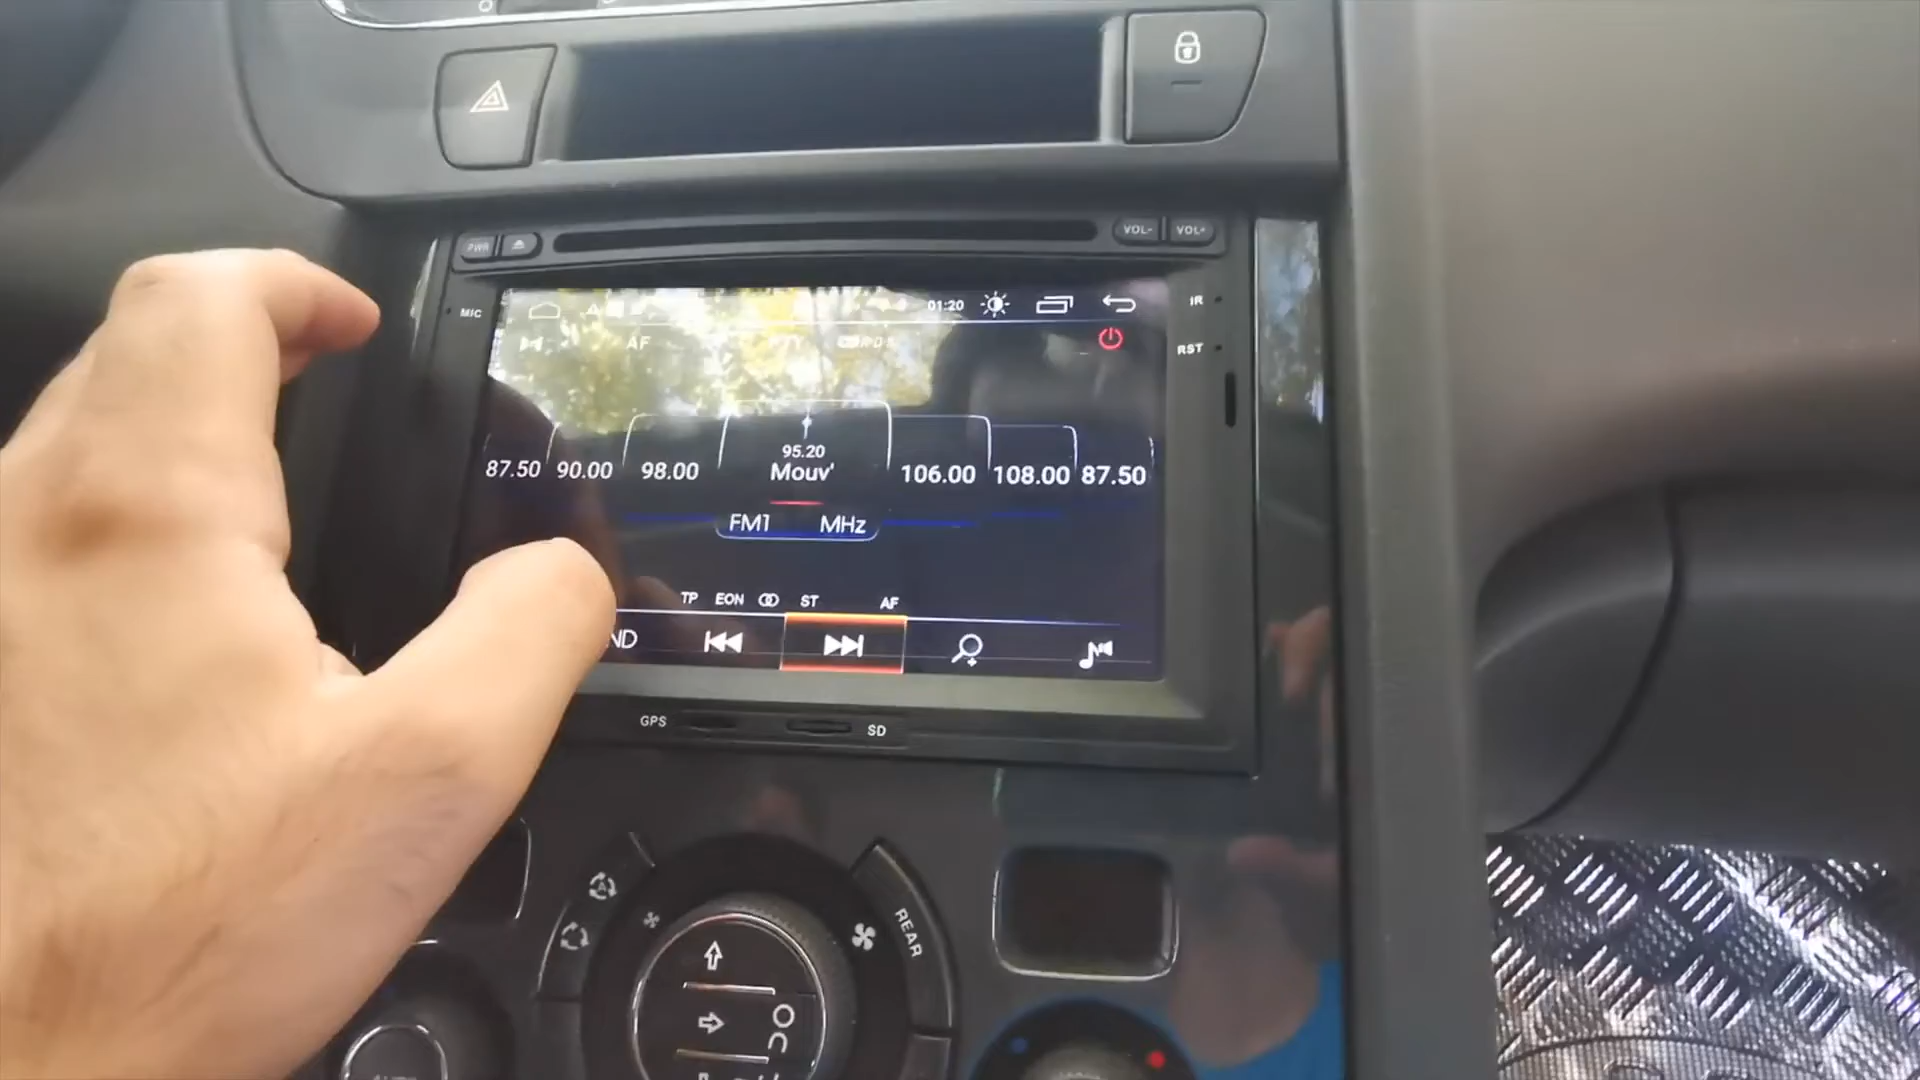 PWR
VOL-
VOL+
MIC
01:20
IR
AF
PTY
RDS
RST
95.20
87.50
90.00
98.00
Mouv'
106.00
108.00
87.50
FM1
MHz
TP
EON
ST
AF
ND
GPS
SD
REAR